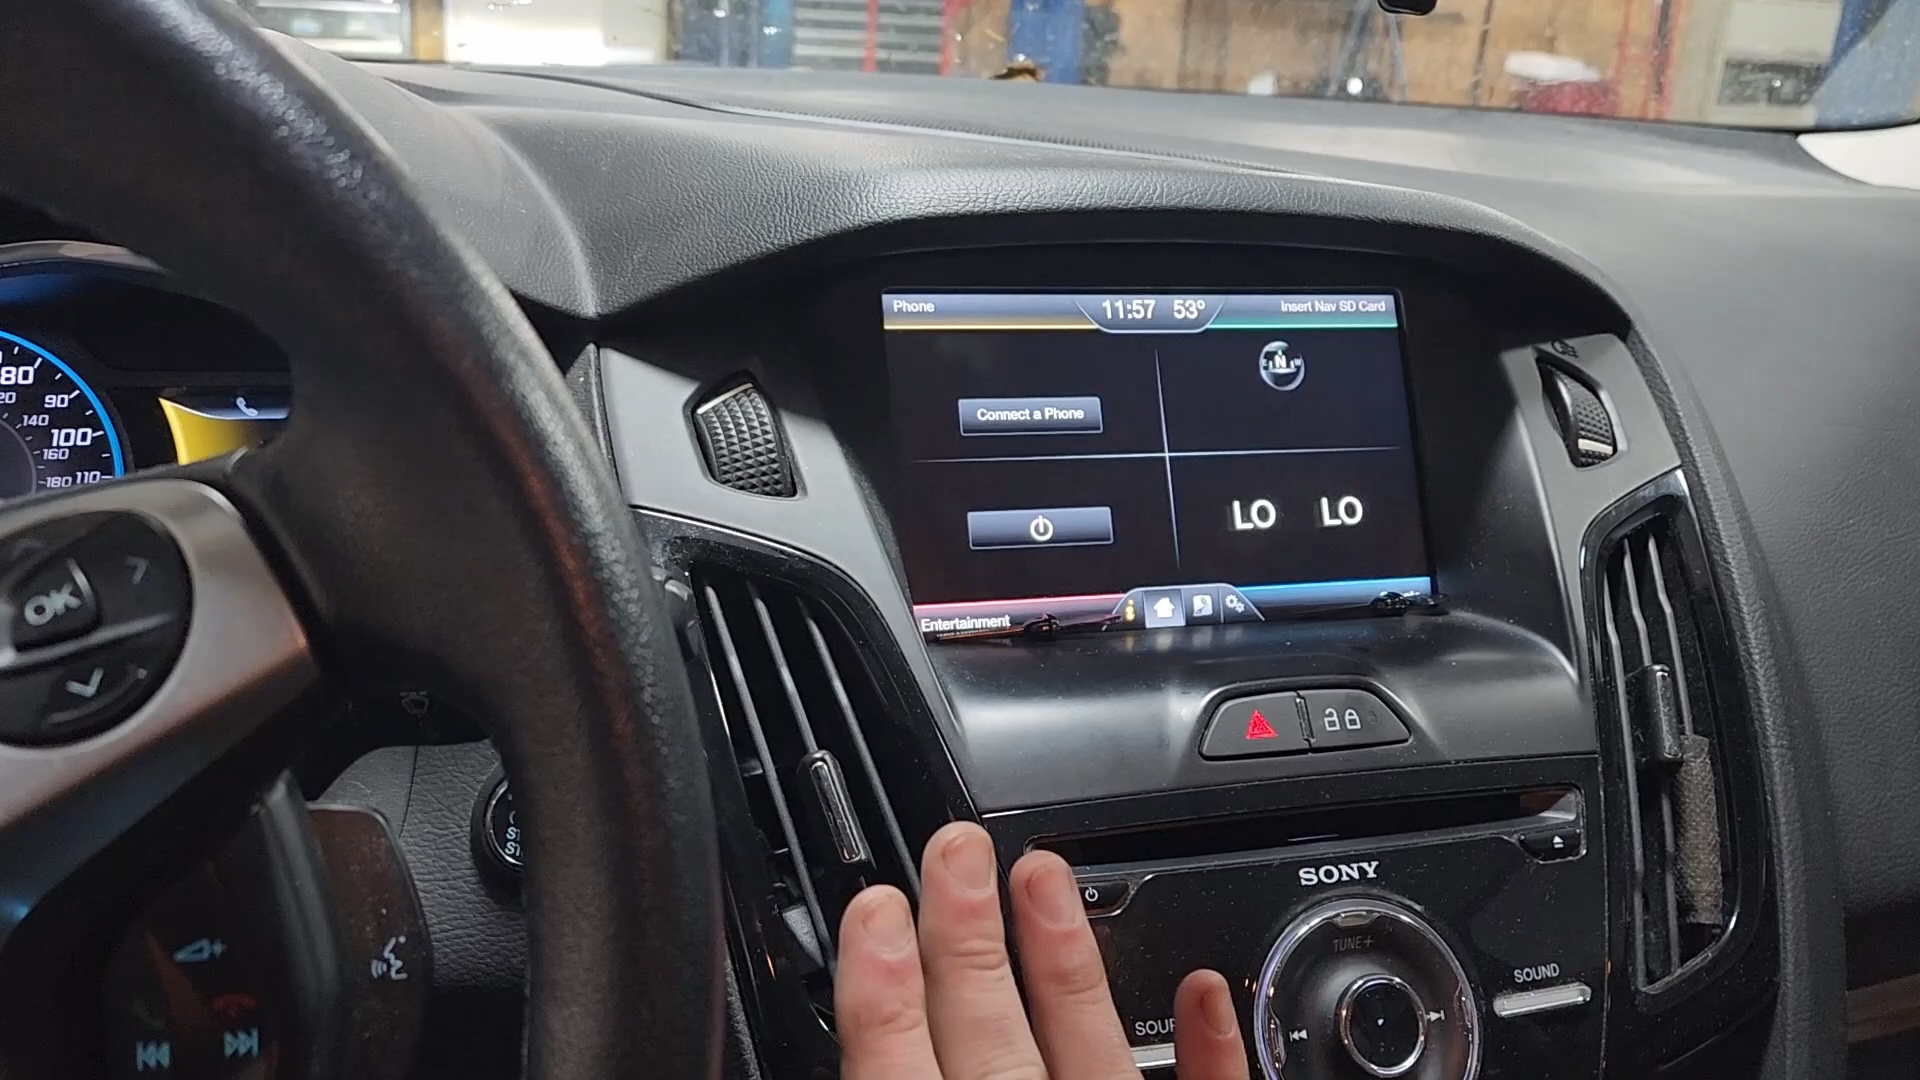 Phone
11:57 53°
Insert Nav SD Card
N
Connect a Phone
LO LO
Entertainment
80
90
140
100
160
180 110
OK
SONY
TUNE+
SOUND